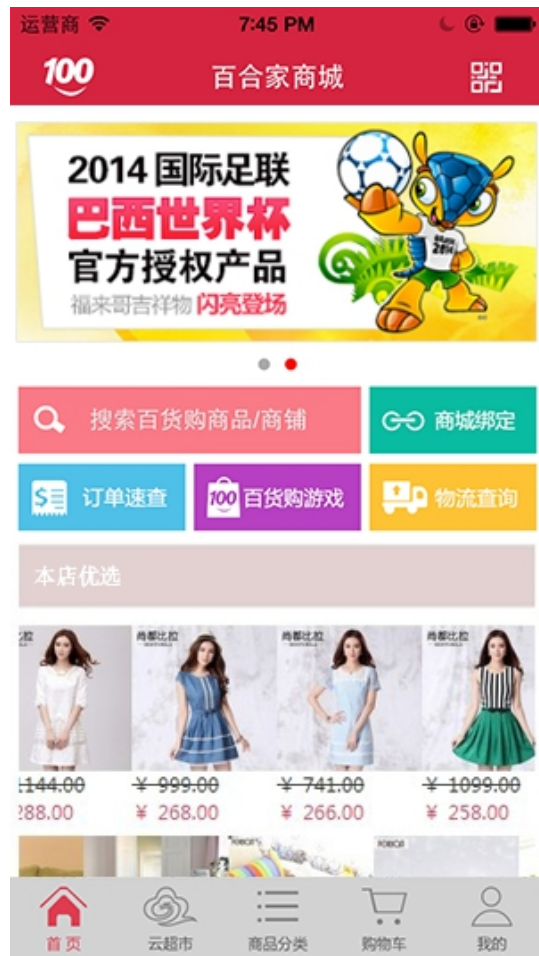 运营商
7:45 PM
100
百合家商城
2014 国际足联
巴西世界杯
官方授权产品
福来哥吉祥物 闪亮登场
搜索百货购商品/商铺
商城绑定
订单速查
100 百货购游戏
物流查询
本店优选
尚都比拉
尚都比拉
尚都比拉
1144.00
¥ 999.00
¥ 741.00
¥ 1099.00
288.00
¥ 268.00
¥ 266.00
¥ 258.00
首页
云超市
商品分类
购物车
我的